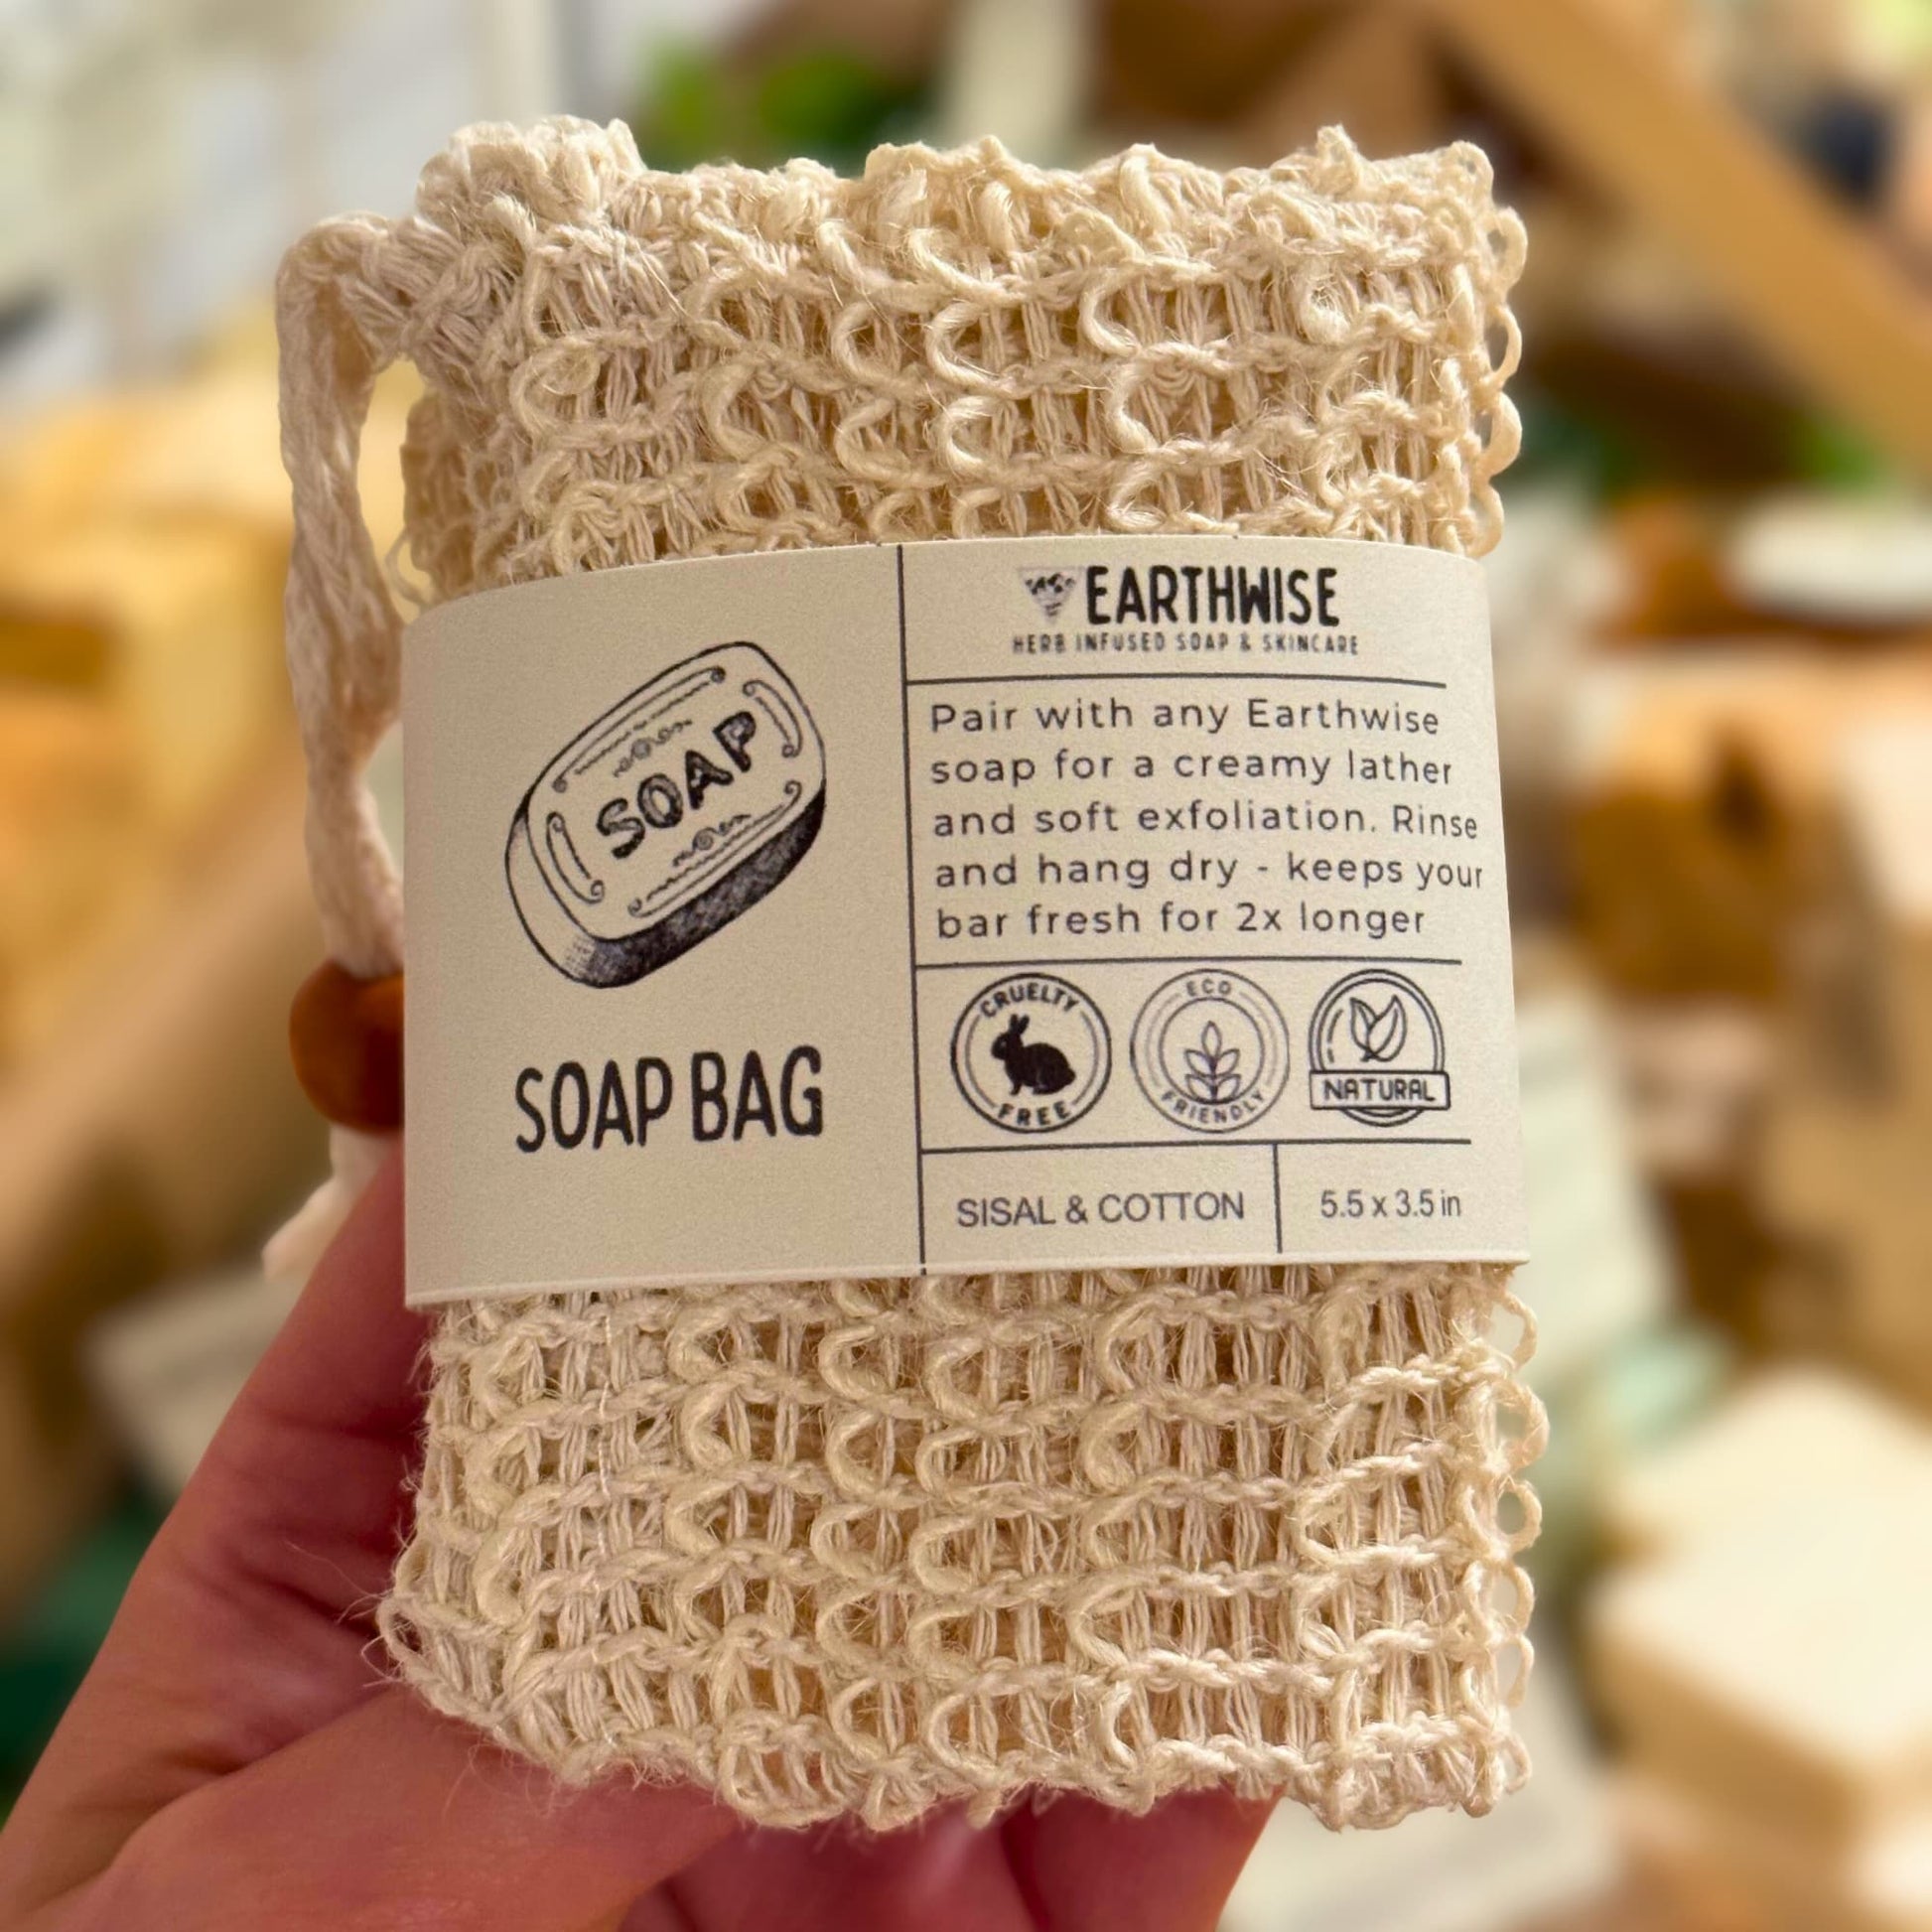 SOAP
SOAP BAG
EARTHWISE
HERB INFUSED SOAP & SKINCARE
Pair with any Earthwise
soap for a creamy lather
and soft exfoliation. Rinse
and hang dry - keeps your
bar fresh for 2x longer
CRUELTY
FREE
ECO
FRIENDLY
NATURAL
SISAL & COTTON
5.5 x 3.5 in